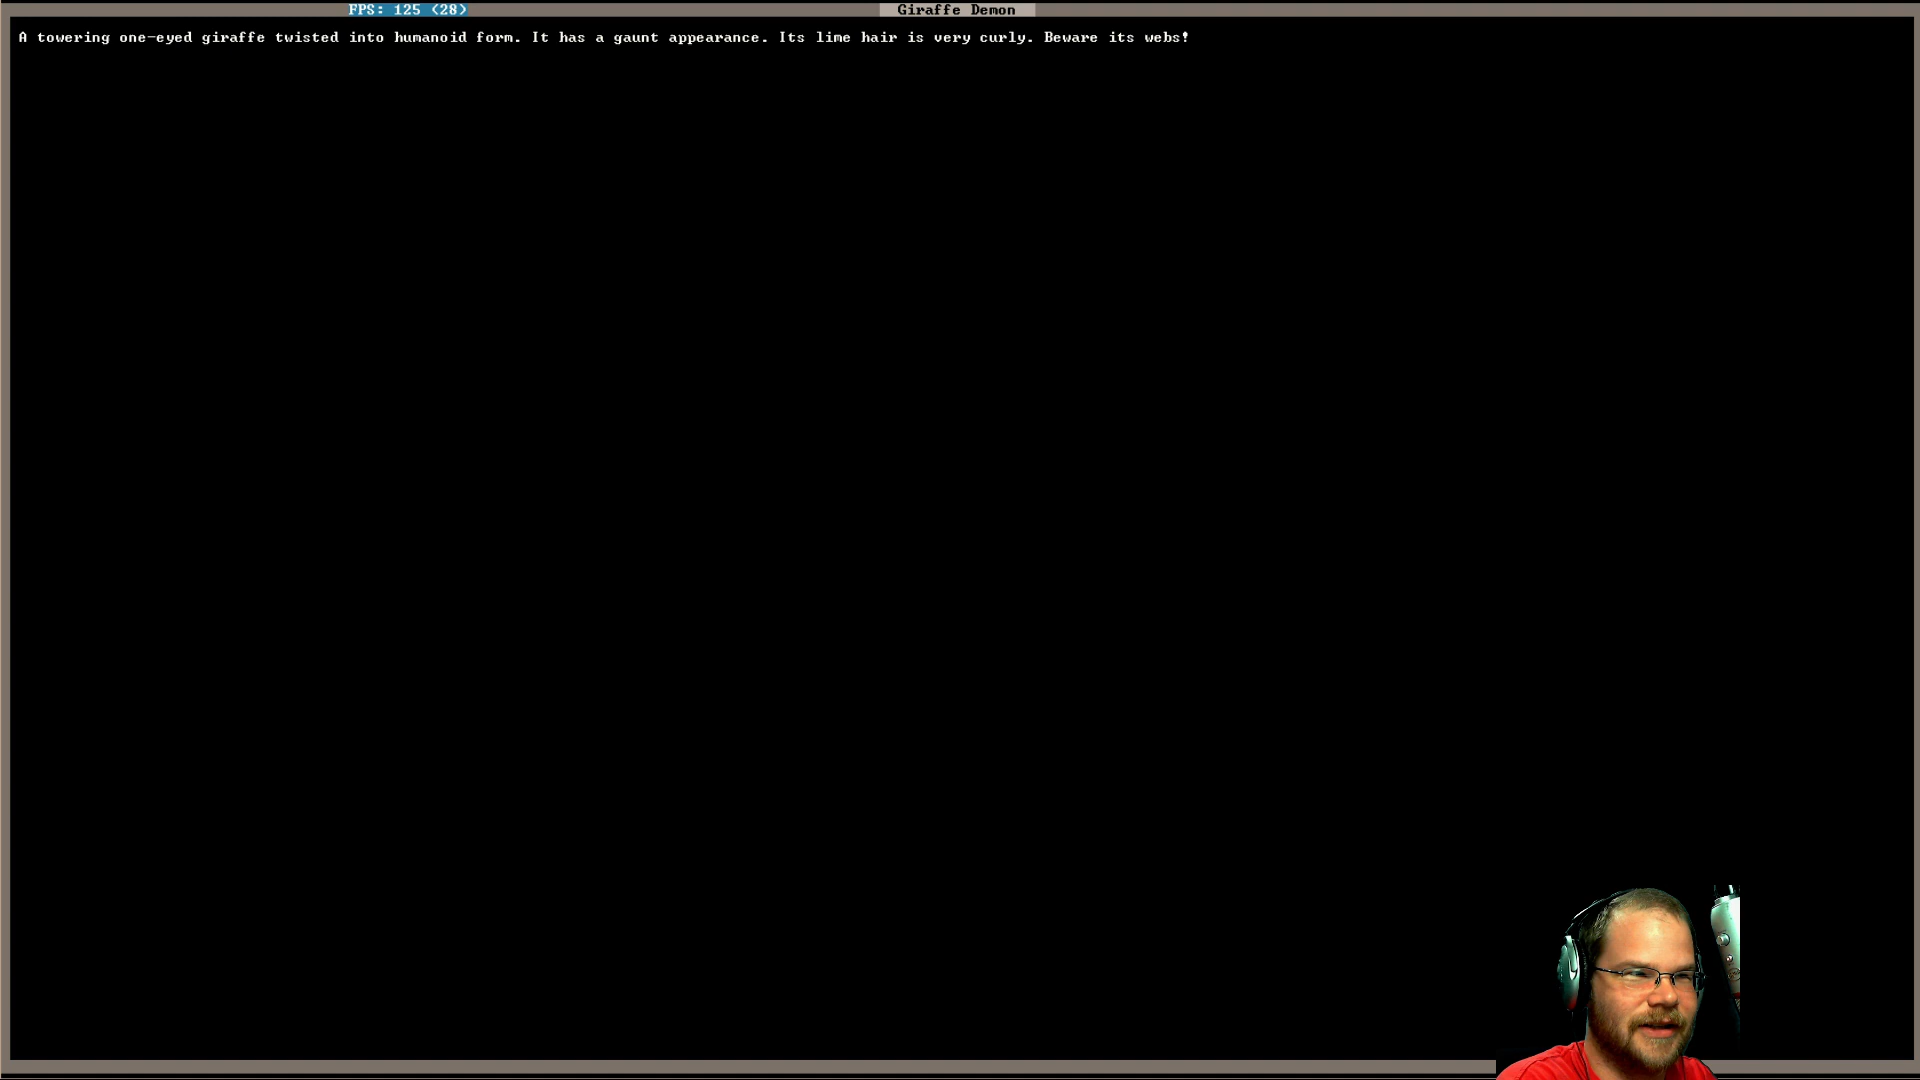 FPS: 125 (28)
Giraffe Demon
A towering one-eyed giraffe twisted into humanoid form. It has a gaunt appearance. Its lime hair is very curly. Beware its webs!